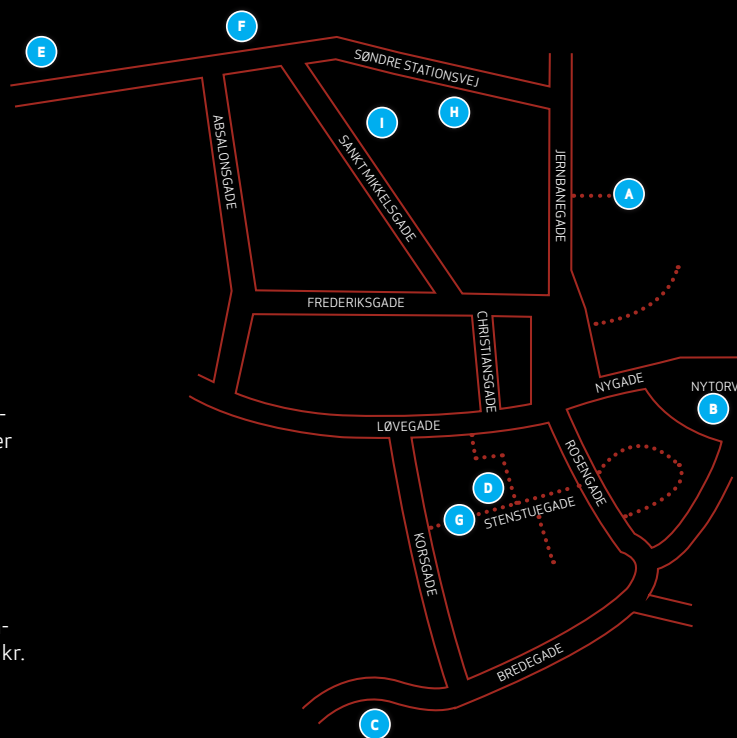 F
E
SØNDRE STATIONSVEJ
H
I
ABSALONSGADE
SANKT MIKKELSGADE
JERNBANEGADE
A
FREDERIKSGADE
CHRISTIANSGADE
NYGADE
NYTORV
B
-
er
LØVEGADE
ROSENGADE
D
G
STENSTUEGADE
KORSGADE
-
kr.
BREDEGADE
C